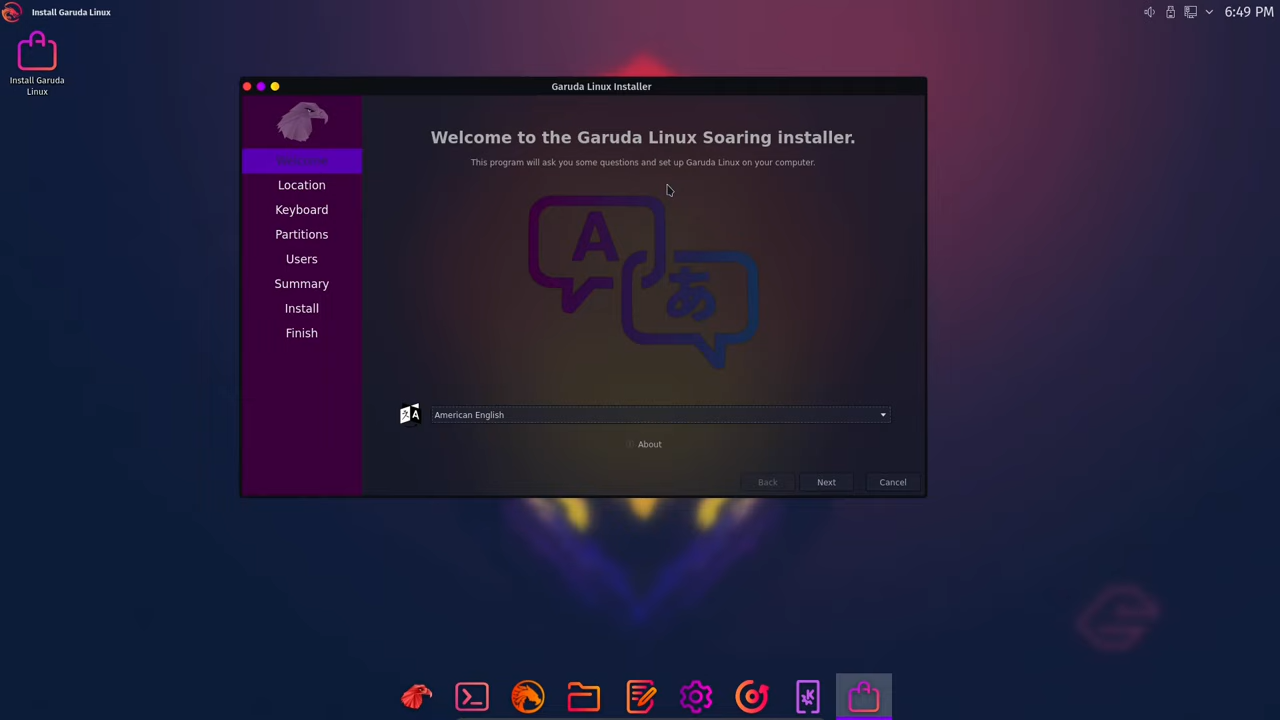 Install Garuda Linux
6:49 PM
Install Garuda
Linux
Garuda Linux Installer
Welcome
Location
Keyboard
Partitions
Users
Summary
Install
Finish
Welcome to the Garuda Linux Soaring installer.
This program will ask you some questions and set up Garuda Linux on your computer.
A
あ
American English
About
Back
Next
Cancel